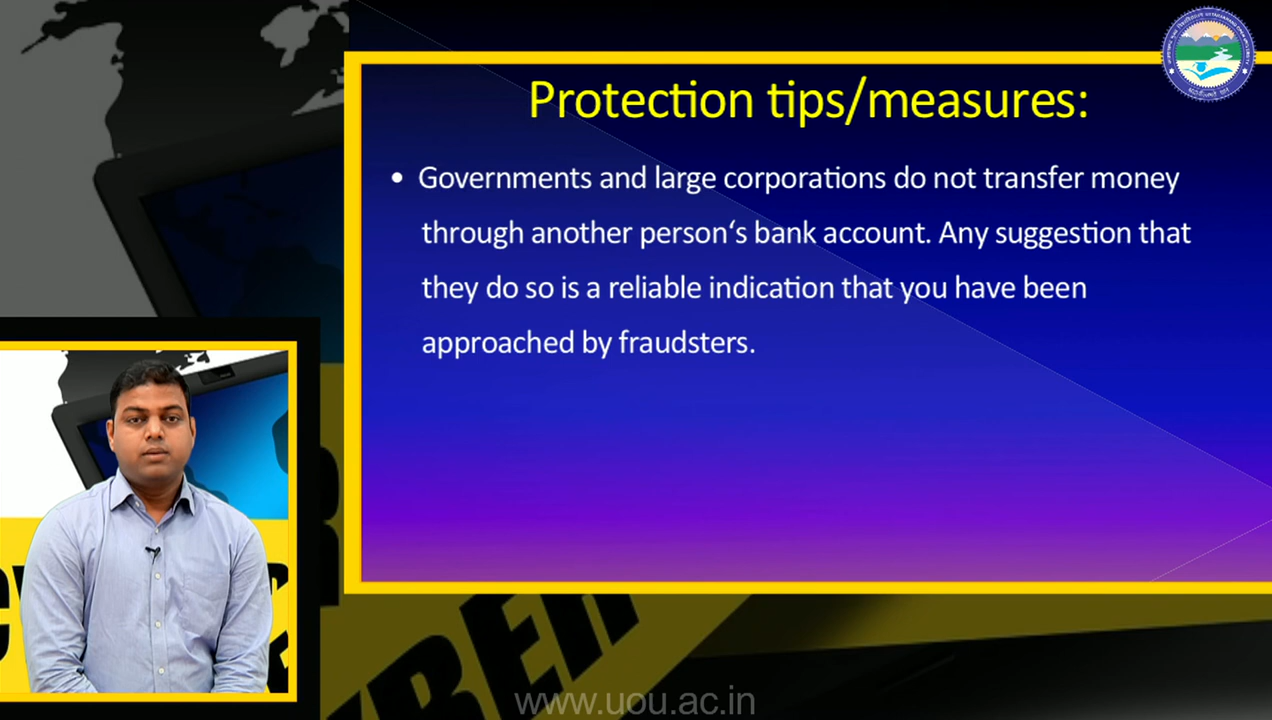 Protection tips/measures:
• Governments and large corporations do not transfer money
through another person‘s bank account. Any suggestion that
they do so is a reliable indication that you have been
approached by fraudsters.
BER
www.uou.ac.in